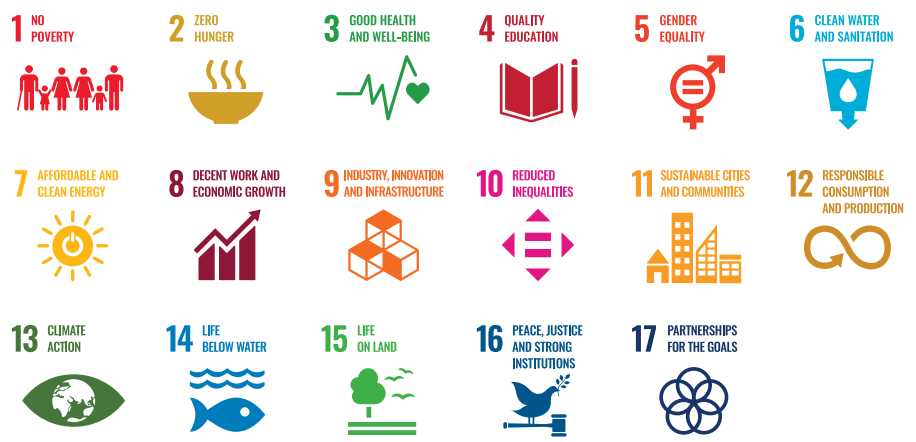 1 NO
POVERTY
2 ZERO
HUNGER
3 GOOD HEALTH
AND WELL-BEING
4 QUALITY
EDUCATION
5 GENDER
EQUALITY
6 CLEAN WATER
AND SANITATION
7 AFFORDABLE AND
CLEAN ENERGY
8 DECENT WORK AND
ECONOMIC GROWTH
9 INDUSTRY, INNOVATION
AND INFRASTRUCTURE
10 REDUCED
INEQUALITIES
11 SUSTAINABLE CITIES
AND COMMUNITIES
12 RESPONSIBLE
CONSUMPTION
AND PRODUCTION
13 CLIMATE
ACTION
14 LIFE
BELOW WATER
15 LIFE
ON LAND
16 PEACE, JUSTICE
AND STRONG
INSTITUTIONS
17 PARTNERSHIPS
FOR THE GOALS